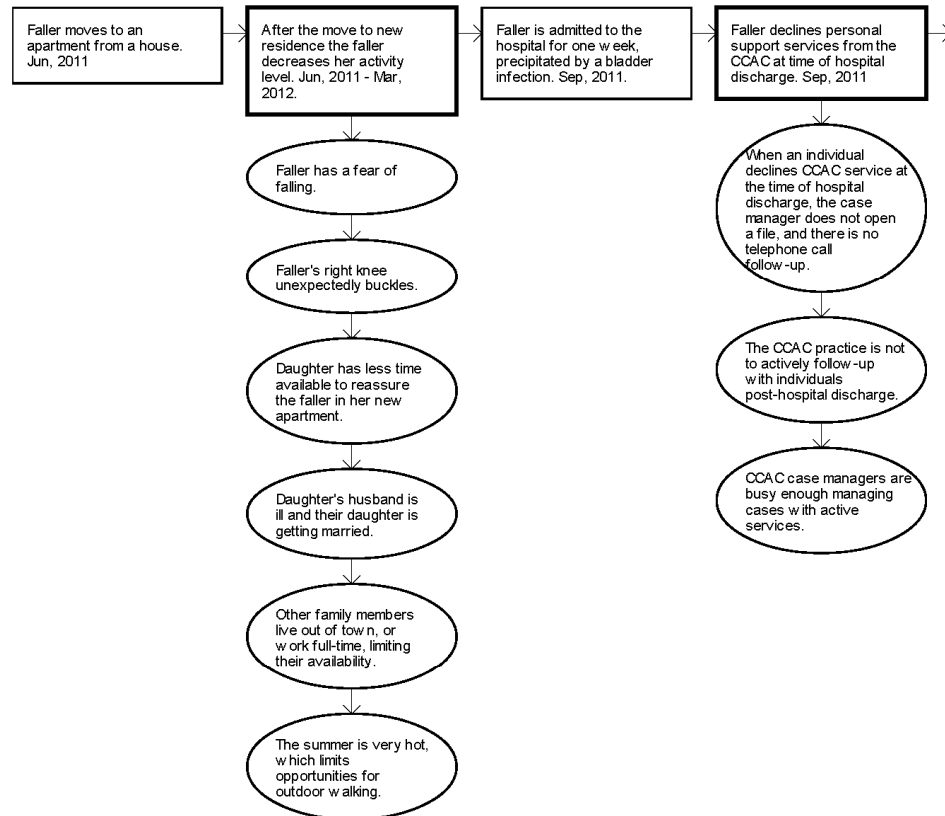 Faller moves to an
apartment from a house.
Jun, 2011
After the move to new
residence the faller
decreases her activity
level. Jun, 2011 - Mar,
2012.
Faller is admitted to the
hospital for one week,
precipitated by a bladder
infection. Sep, 2011.
Faller declines personal
support services from the
CCAC at time of hospital
discharge. Sep, 2011
Faller has a fear of
falling.
Faller's right knee
unexpectedly buckles.
Daughter has less time
available to reassure
the faller in her new
apartment.
Daughter's husband is
ill and their daughter is
getting married.
Other family members
live out of town, or
work full-time, limiting
their availability.
The summer is very hot,
which limits
opportunities for
outdoor walking.
When an individual
declines CCAC service at
the time of hospital
discharge, the case
manager does not open
a file, and there is no
telephone call
follow-up.
The CCAC practice is not
to actively follow-up
with individuals
post-hospital discharge.
CCAC case managers are
busy enough managing
cases with active
services.